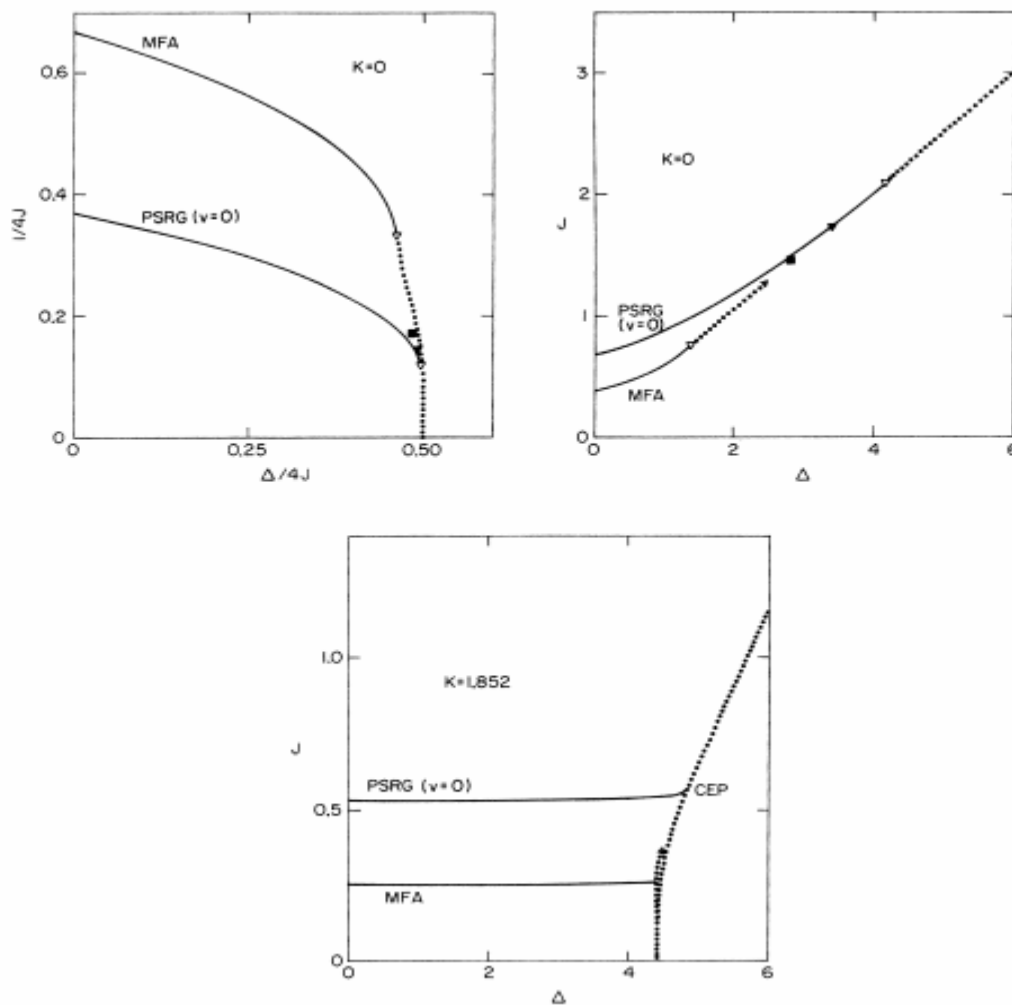 MFA
K=0
0.6
1/4J
0.4
PSRG (v=0)
0.2
0
0
0.25
0.50
Δ/4J
3
K=0
2
J
1
PSRG
(v=0)
MFA
0
0
2
4
6
Δ
1.0
K=1.852
J
PSRG (v=0)
CEP
0.5
MFA
0
0
2
4
6
Δ